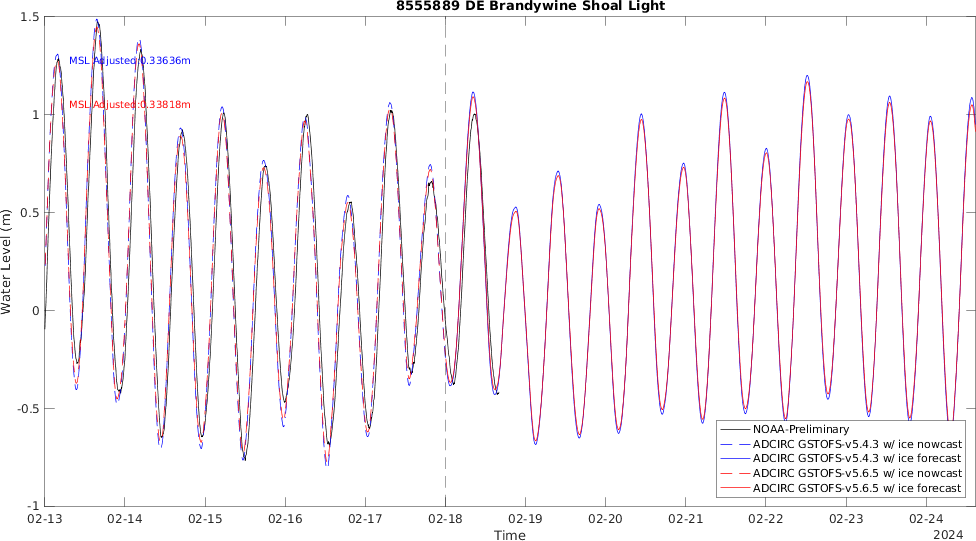 8555889 DE Brandywine Shoal Light
1.5
MSL Adjusted:0.33636m
MSL Adjusted:0.33818m
1
0.5
0
-0.5
-1
Water Level (m)
NOAA-Preliminary
ADCIRC GSTOFS-v5.4.3 w/ ice nowcast
ADCIRC GSTOFS-v5.4.3 w/ ice forecast
ADCIRC GSTOFS-v5.6.5 w/ ice nowcast
ADCIRC GSTOFS-v5.6.5 w/ ice forecast
02-13 02-14 02-15 02-16 02-17 02-18 02-19 02-20 02-21 02-22 02-23 02-24
Time
2024